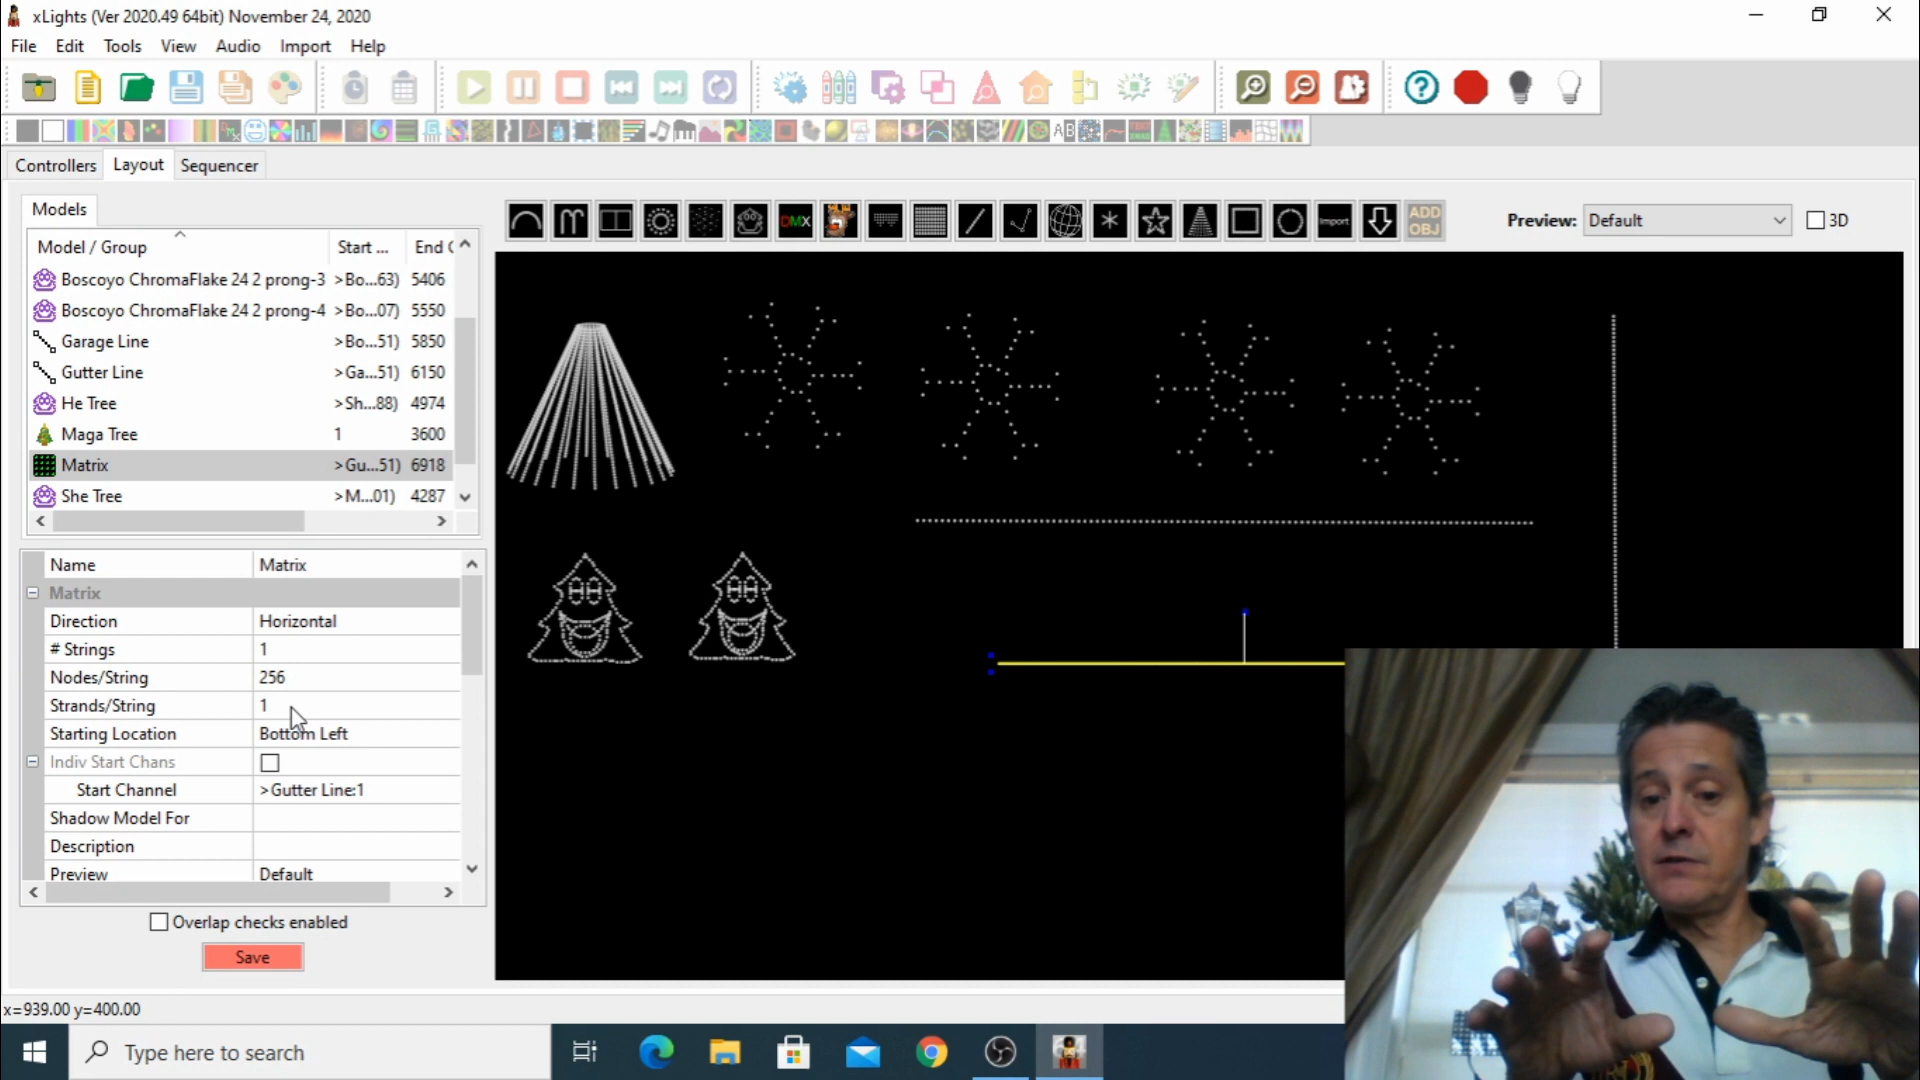 xLights (Ver 2020.49 64bit) November 24, 2020
File Edit Tools View Audio Import Help
AB
Controllers Layout Sequencer
Models
DMX
Import
ADD
OBJ
Preview: Default 3D
Model / Group Start ... End C
Boscoyo ChromaFlake 24 2 prong-3 >Bo...63) 5406
Boscoyo ChromaFlake 24 2 prong-4 >Bo...07) 5550
Garage Line >Bo...51) 5850
Gutter Line >Ga...51) 6150
He Tree >Sh...88) 4974
Maga Tree 1 3600
Matrix >Gu...51) 6918
She Tree >M...01) 4287
Name Matrix
Matrix
Direction Horizontal
# Strings 1
Nodes/String 256
Strands/String 1
Starting Location Bottom Left
Indiv Start Chans
Start Channel >Gutter Line:1
Shadow Model For
Description
Preview Default
Overlap checks enabled
Save
x=939.00 y=400.00
Type here to search